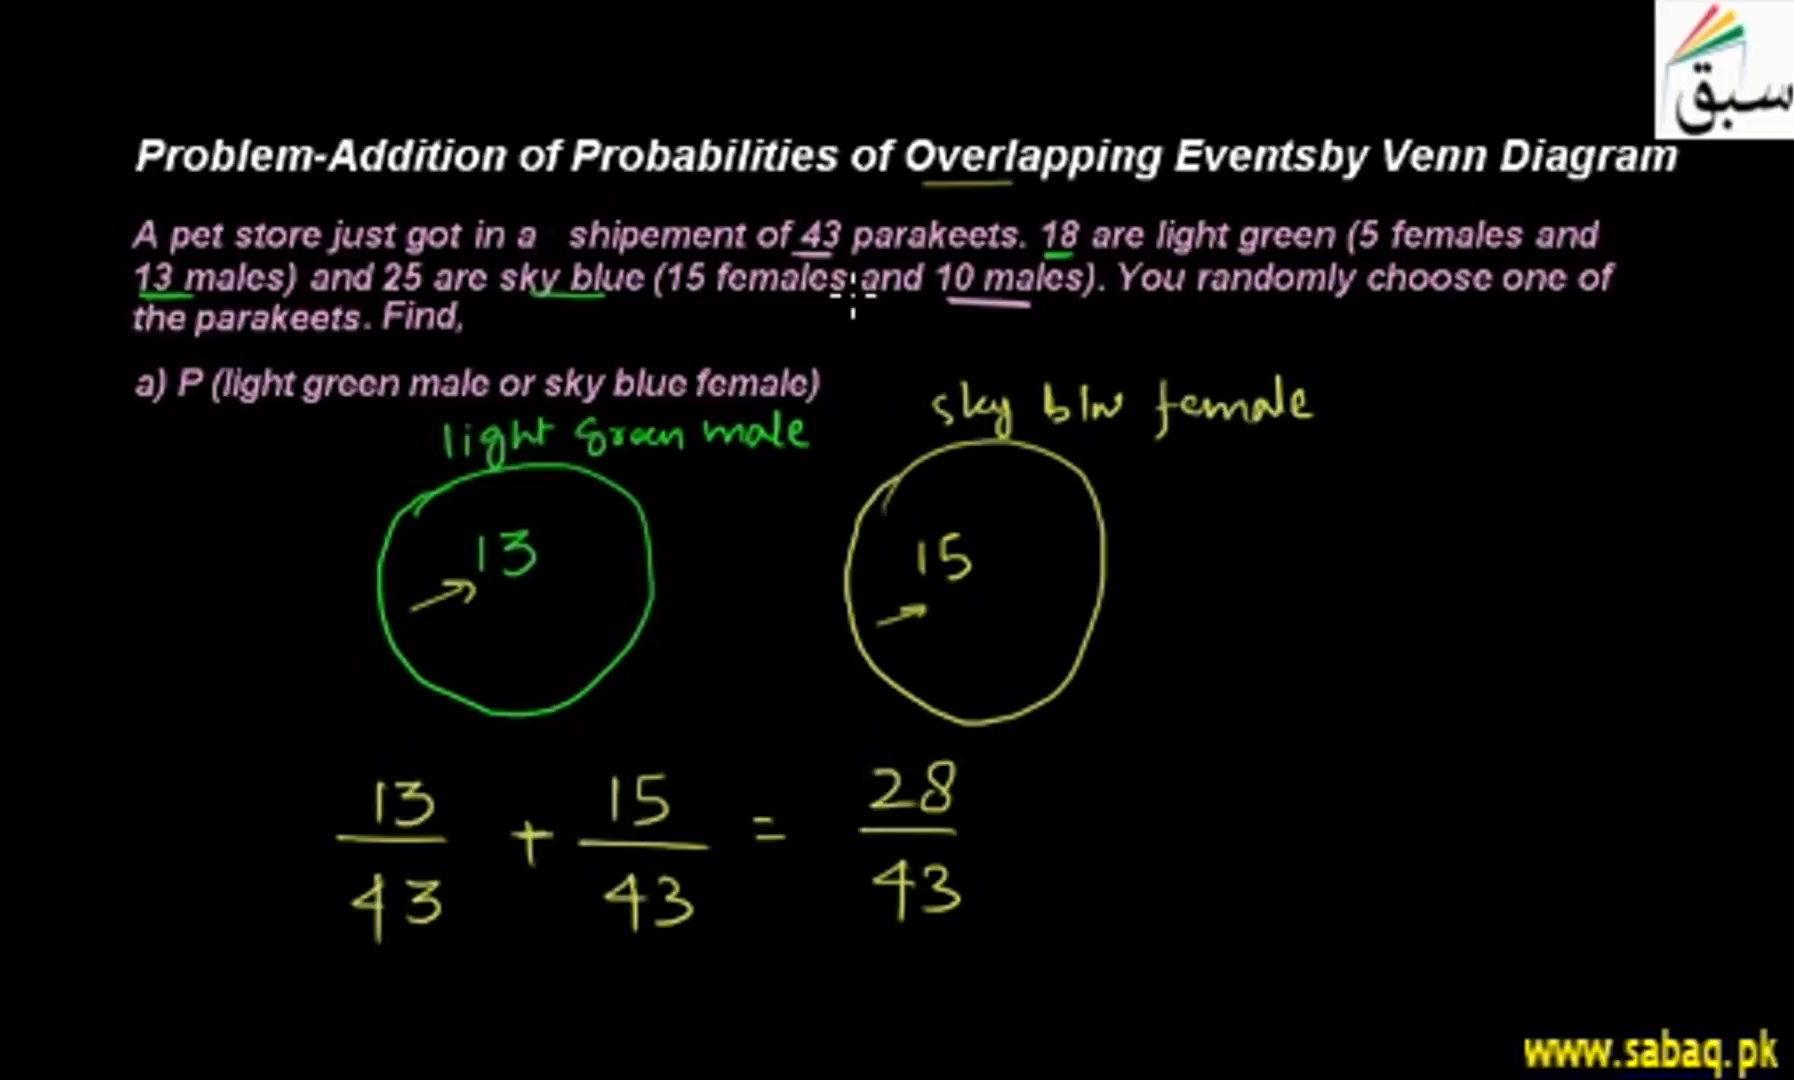 سبق
Problem-Addition of Probabilities of Overlapping Eventsby Venn Diagram
A pet store just got in a shipement of 43 parakeets. 18 are light green (5 females and
13 males) and 25 are sky blue (15 females and 10 males). You randomly choose one of
the parakeets. Find,
a) P (light green male or sky blue female)
sky blw female
light green male
13
15
13/43 + 15/43 = 28/43
www.sabaq.pk